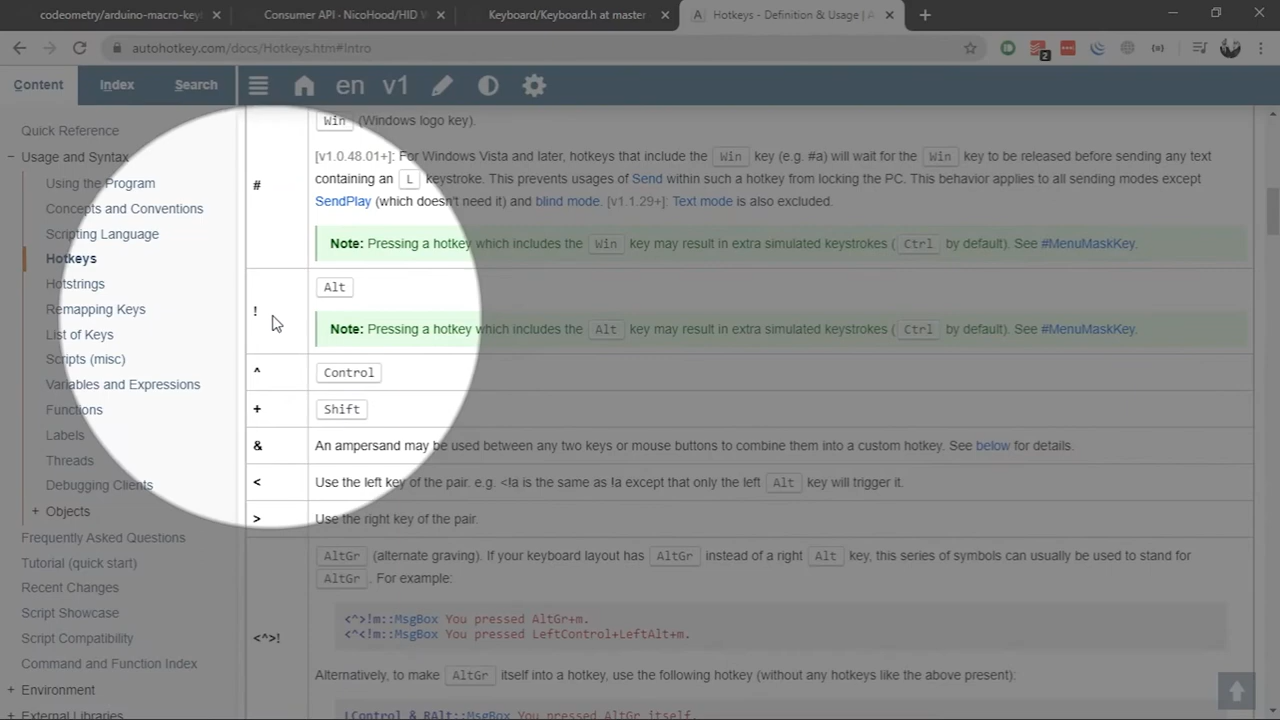 codeometry/arduino-macro-key
Consumer API - NicoHood/HID W
Keyboard/Keyboard.h at master
Hotkeys - Definition & Usage | A
autohotkey.com/docs/Hotkeys.htm#Intro
2
Content
Index
Search
en
v1
Quick Reference
Usage and Syntax
Using the Program
Concepts and Conventions
Scripting Language
Hotkeys
Hotstrings
Remapping Keys
List of Keys
Scripts (misc)
Variables and Expressions
Functions
Labels
Threads
Debugging Clients
+ Objects
Frequently Asked Questions
Tutorial (quick start)
Recent Changes
Script Showcase
Script Compatibility
Command and Function Index
+ Environment
+ External Libraries
Win (Windows logo key).
#
[v1.0.48.01+]: For Windows Vista and later, hotkeys that include the Win key (e.g. #a) will wait for the Win key to be released before sending any text
containing an L keystroke. This prevents usages of Send within such a hotkey from locking the PC. This behavior applies to all sending modes except
SendPlay (which doesn't need it) and blind mode. [v1.1.29+]: Text mode is also excluded.
Note: Pressing a hotkey which includes the Win key may result in extra simulated keystrokes (Ctrl by default). See #MenuMaskKey.
!
Alt
Note: Pressing a hotkey which includes the Alt key may result in extra simulated keystrokes (Ctrl by default). See #MenuMaskKey.
^ Control
+ Shift
& An ampersand may be used between any two keys or mouse buttons to combine them into a custom hotkey. See below for details.
< Use the left key of the pair. e.g. <!a is the same as !a except that only the left Alt key will trigger it.
> Use the right key of the pair.
<^>!
AltGr (alternate graving). If your keyboard layout has AltGr instead of a right Alt key, this series of symbols can usually be used to stand for
AltGr. For example:
<^>!m::MsgBox You pressed AltGr+m.
<^<!m::MsgBox You pressed LeftControl+LeftAlt+m.
Alternatively, to make AltGr itself into a hotkey, use the following hotkey (without any hotkeys like the above present):
LControl & RAlt::MsgBox You pressed AltGr itself.